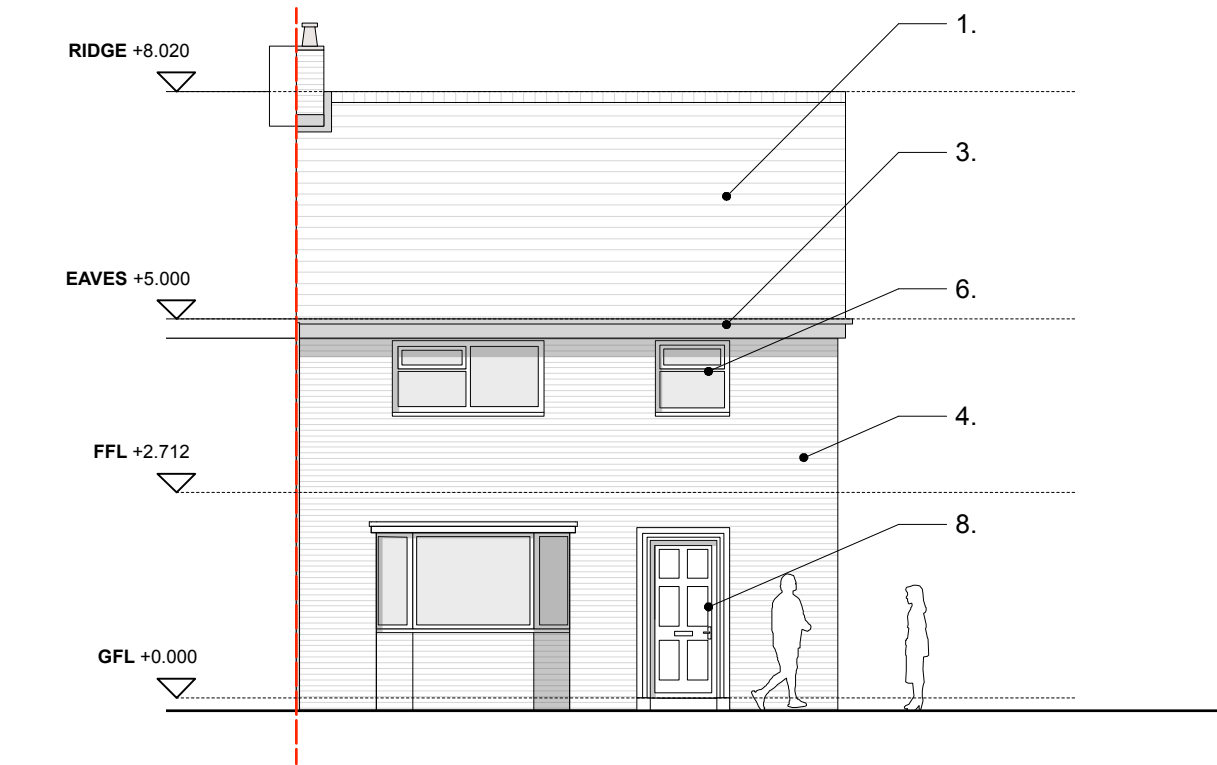 1.
RIDGE +8.020
3.
EAVES +5.000
6.
4.
FFL +2.712
8.
GFL +0.000